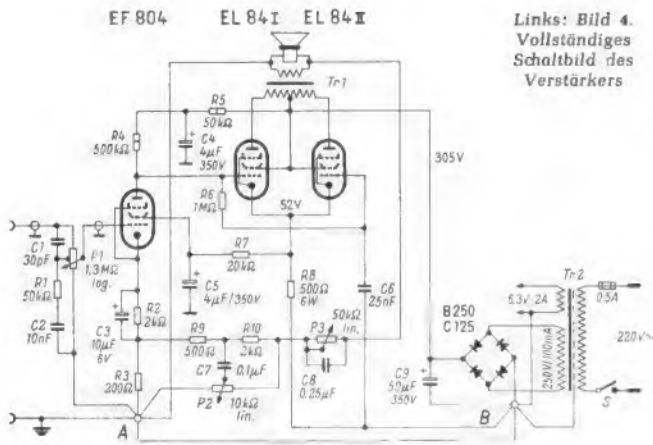 EF 804
EL 84 I
EL 84 II
Links: Bild 4.
Vollständiges
Schaltbild des
Verstärkers
Tr1
R5
50kΩ
R4
500kΩ
C4
4µF
350V
R6
1MΩ
52V
305V
C1
30pF
P1
1,3MΩ
log.
R1
50kΩ
C2
10nF
R7
20kΩ
R8
500Ω
6W
C6
25nF
C5
4µF/350V
C3
10µF
6V
R2
2kΩ
R9
500Ω
R10
2kΩ
P3
50kΩ
lin.
C7
0,1µF
C8
0,25µF
R3
200Ω
P2
10kΩ
lin.
A
C9
50µF
350V
B250
C125
6,3V-2A
250V/110mA
Tr2
0,5A
220V~
S
B